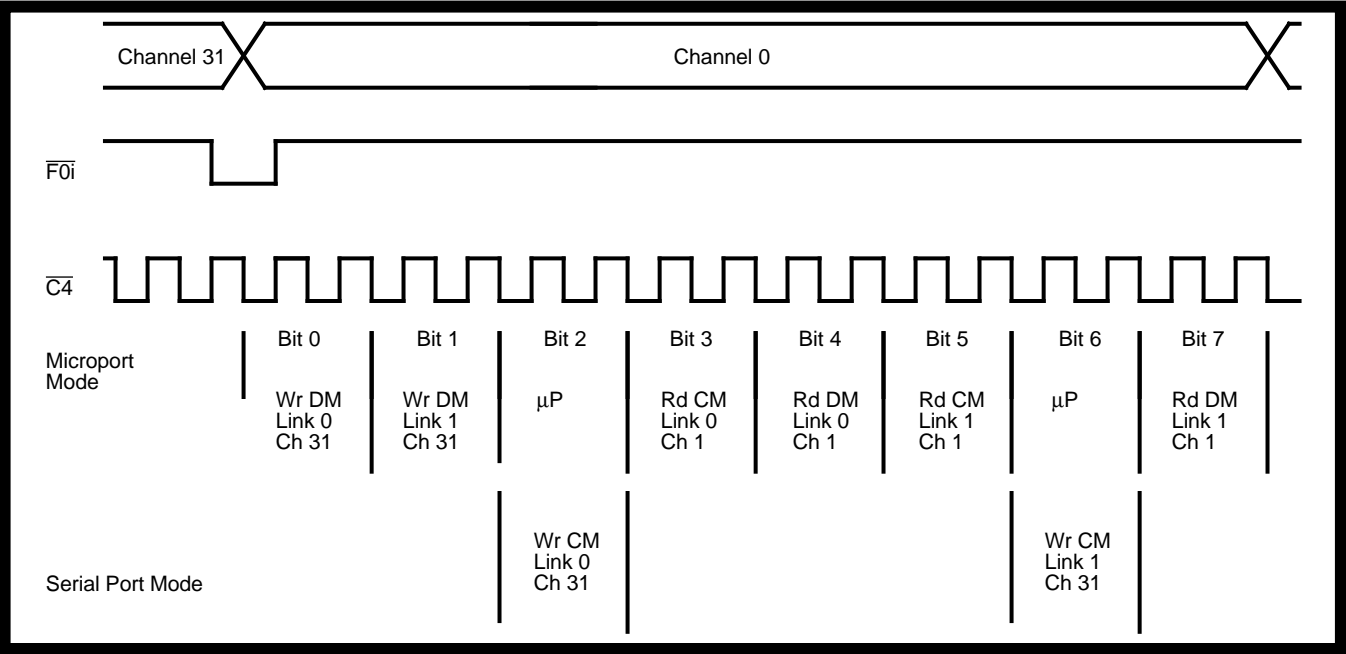 Channel 31
Channel 0
F0i
C4
Microport
Mode
Bit 0
Wr DM
Link 0
Ch 31
Bit 1
Wr DM
Link 1
Ch 31
Bit 2
µP
Bit 3
Rd CM
Link 0
Ch 1
Bit 4
Rd DM
Link 0
Ch 1
Bit 5
Rd CM
Link 1
Ch 1
Bit 6
µP
Bit 7
Rd DM
Link 1
Ch 1
Serial Port Mode
Wr CM
Link 0
Ch 31
Wr CM
Link 1
Ch 31